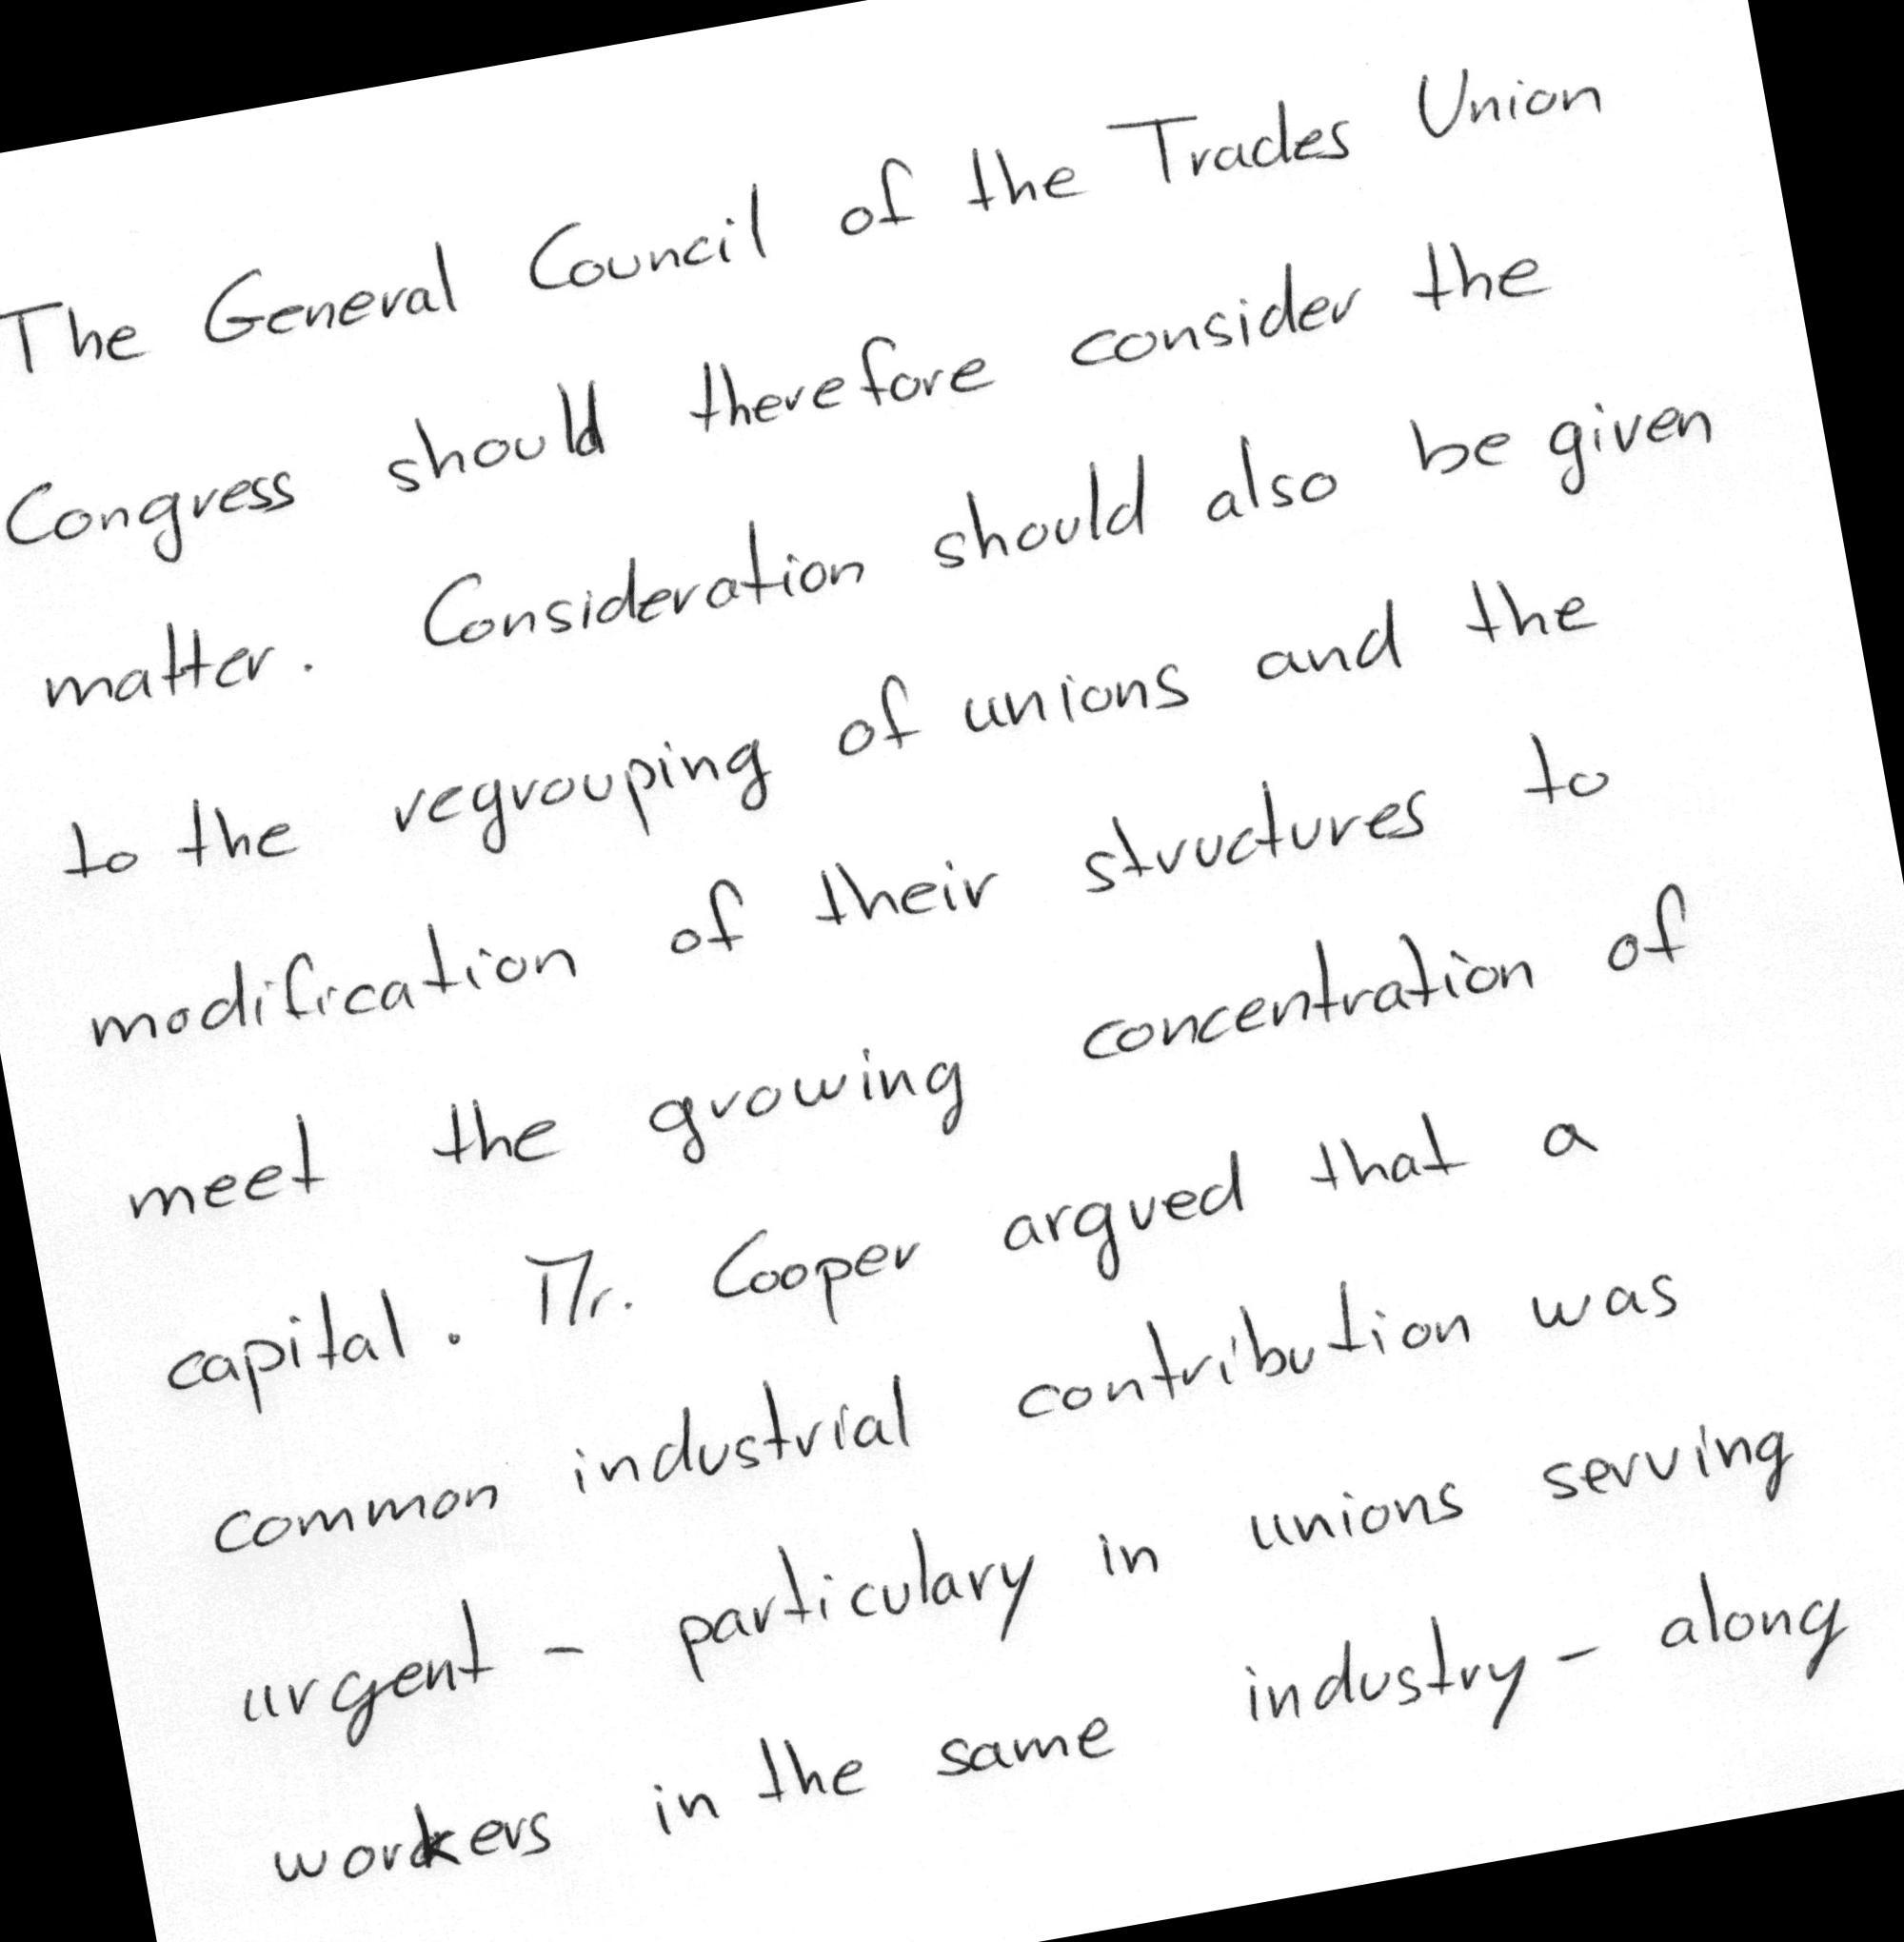 The General Council of the Trades Union
Congress should therefore consider the
matter. Consideration should also be given
to the regrouping of unions and the
modification of their structures to
meet the growing concentration of
capital. Mr. Cooper argued that a
common industrial contribution was
urgent - particulary in unions serving
workers in the same industry - along